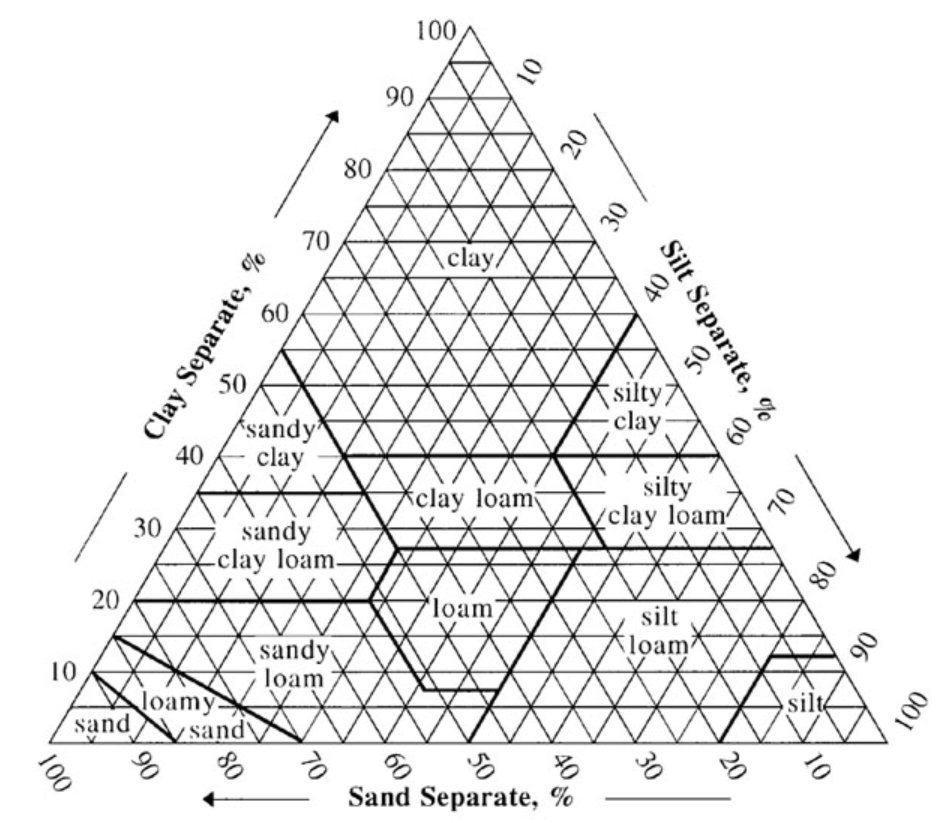 100
10
90
20
80
30
70
clay
40
60
50
50
silty
clay
60
sandy
clay
40
70
clay loam
silty
clay loam
30
sandy
clay loam
80
20
loam
silt
loam
90
sandy
loam
10
loamy
sand
silt
sand
100
100
90
80
70
60
50
40
30
20
10
Clay Separate, %
Silt Separate, %
Sand Separate, %